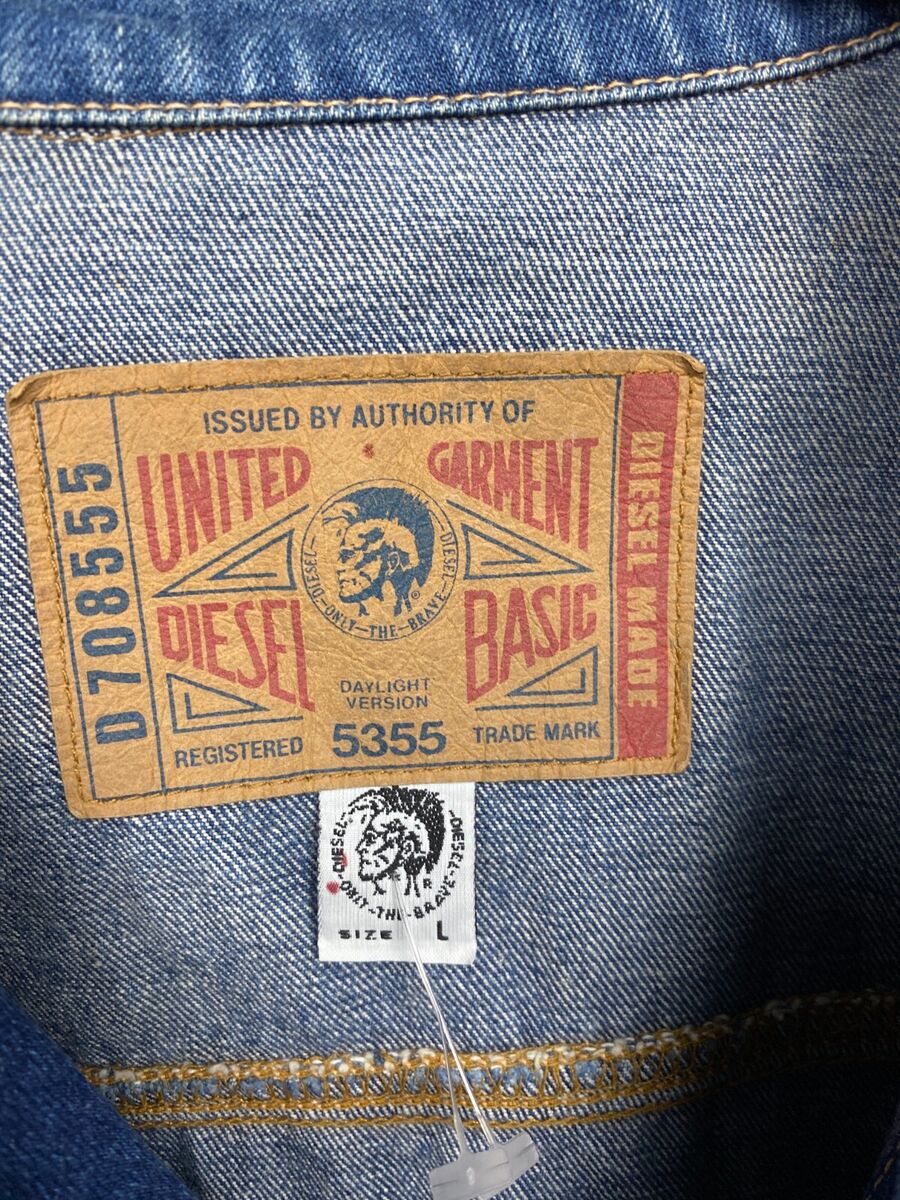 ISSUED BY AUTHORITY OF
UNITED GARMENT
DIESEL BASIC
DIESEL-ONLY-THE-BRAVE-DIESEL
®
DAYLIGHT
VERSION
5355
REGISTERED
TRADE MARK
D 708555
DIESEL MADE
DIESEL-ONLY-THE-BRAVE-DIESEL
R
SIZE L